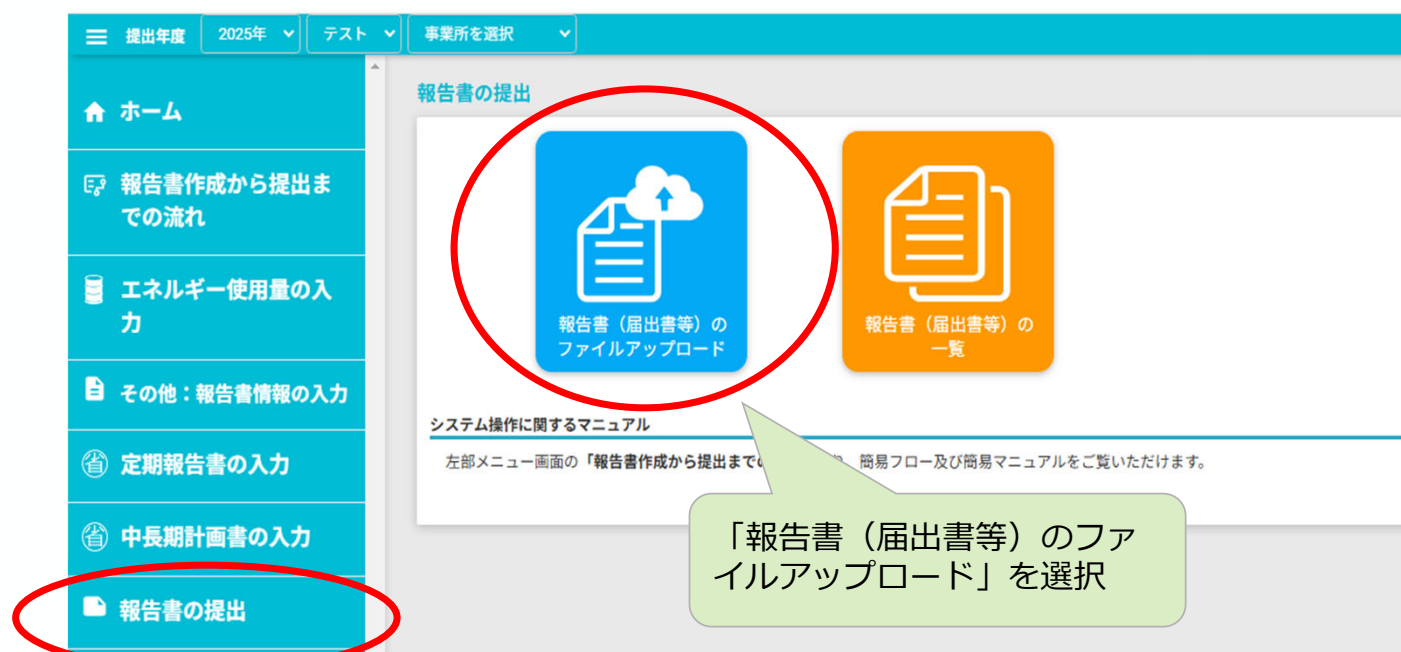 提出年度 2025年 テスト 事業所を選択
ホーム
報告書作成から提出ま
での流れ
エネルギー使用量の入
力
その他：報告書情報の入力
省 定期報告書の入力
省 中長期計画書の入力
報告書の提出
報告書の提出
報告書（届出書等）の
ファイルアップロード
報告書（届出書等）の
一覧
システム操作に関するマニュアル
左部メニュー画面の「報告書作成から提出までの 、簡易フロー及び簡易マニュアルをご覧いただけます。
「報告書（届出書等）のファ
イルアップロード」を選択